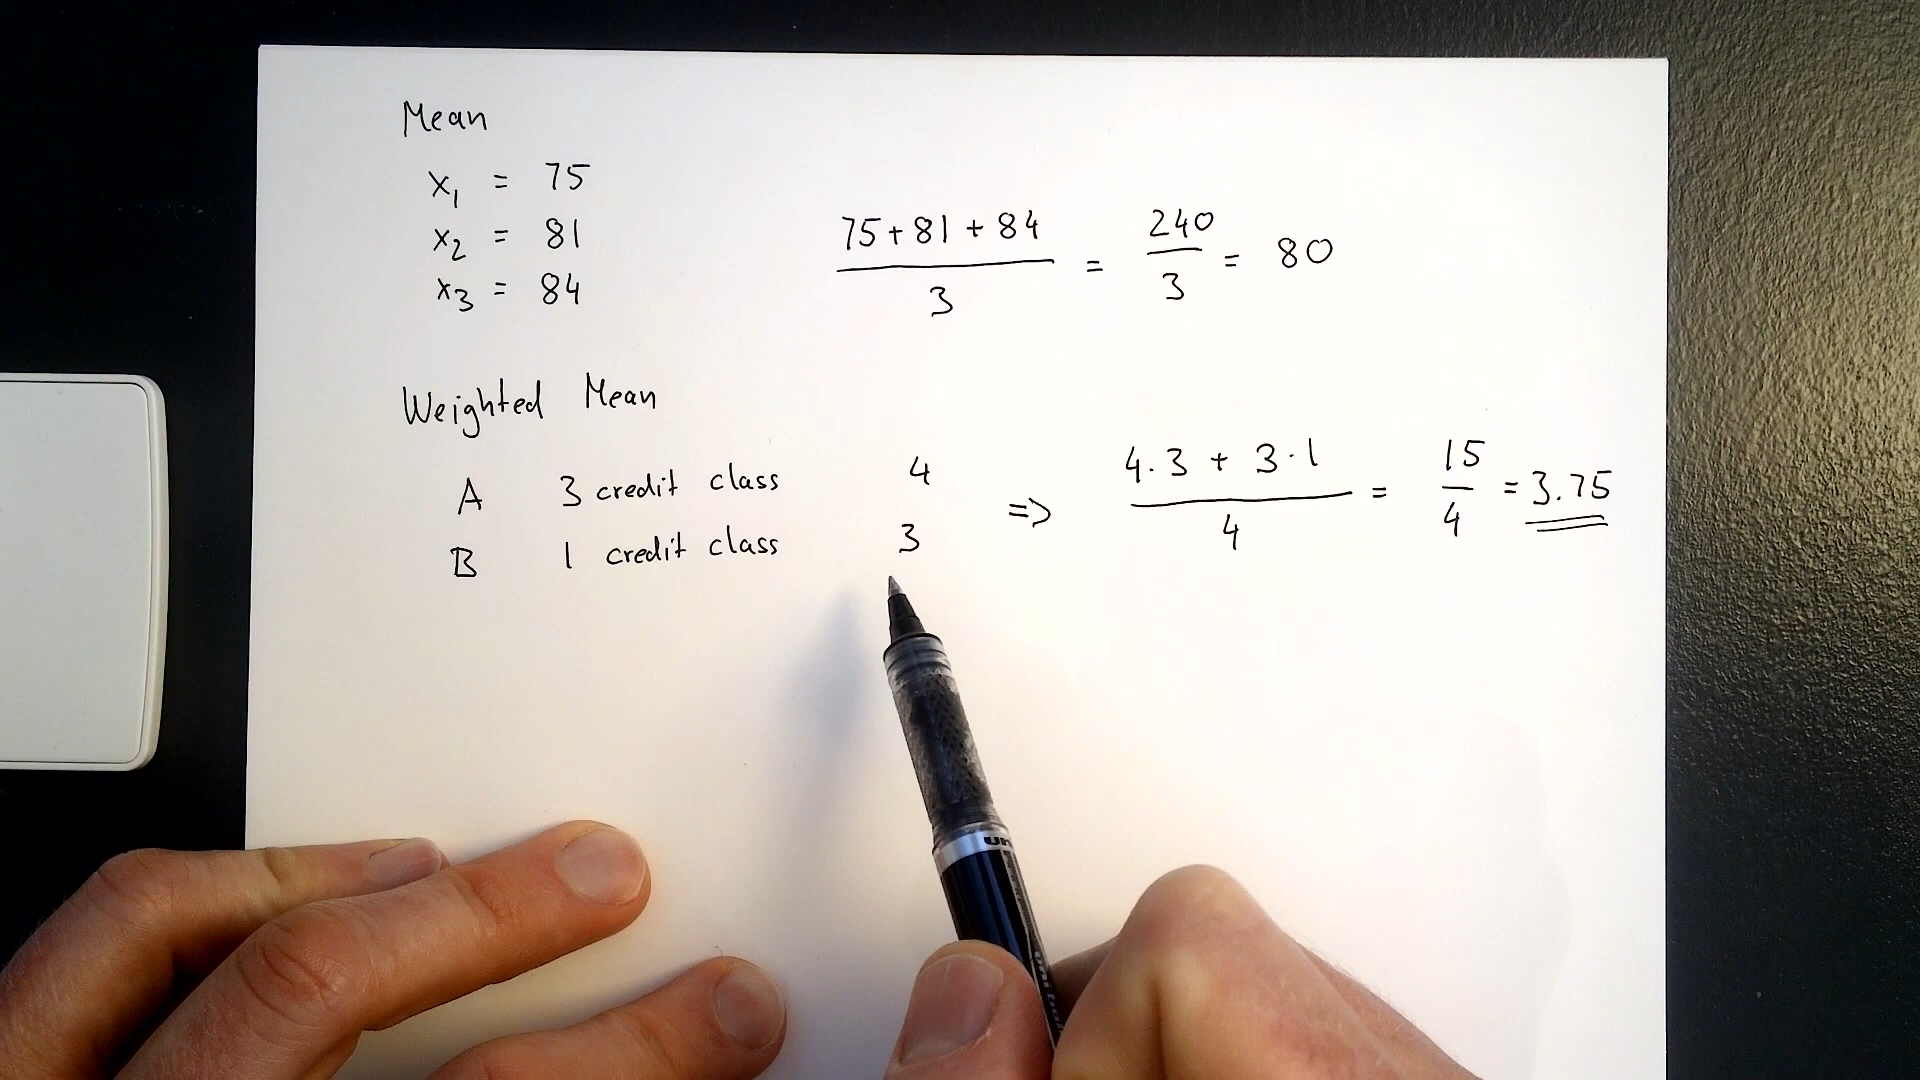 Mean
x₁ = 75
x₂ = 81
x₃ = 84
75 + 81 + 84 / 3 = 240 / 3 = 80
Weighted Mean
A 3 credit class 4
B 1 credit class 3
=> 4·3 + 3·1 / 4 = 15 / 4 = 3.75